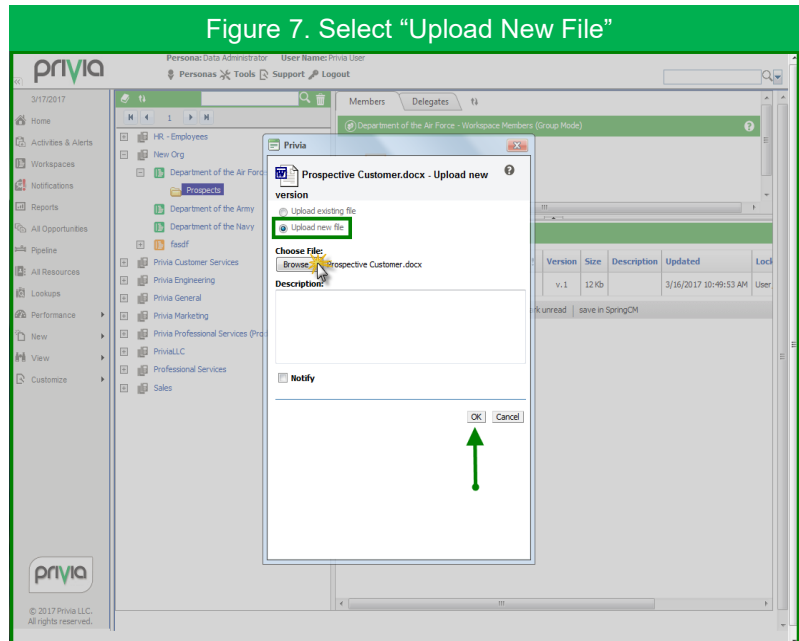 Figure 7. Select “Upload New File”
Persona: Data Administrator User Name: Privia User
privia
Personas Tools Support Logout
3/17/2017
Home
Activities & Alerts
Workspaces
Notifications
Reports
All Opportunities
Pipeline
All Resources
Lookups
Performance
New
View
Customize
privia
© 2017 Privia LLC.
All rights reserved.
1
HR - Employees
New Org
Department of the Air Forc
Prospects
Department of the Army
Department of the Navy
fasdf
Privia Customer Services
Privia Engineering
Privia General
Privia Marketing
Privia Professional Services (Prod
PriviaLLC
Professional Services
Sales
Members Delegates
Department of the Air Force - Workspace Members (Group Mode)
Version Size Description Updated Lock
v.1 12 Kb 3/16/2017 10:49:53 AM User,
rk unread | save in SpringCM
Privia
Prospective Customer.docx - Upload new
version
Upload existing file
Upload new file
Choose File:
Browse... Prospective Customer.docx
Description:
Notify
OK Cancel